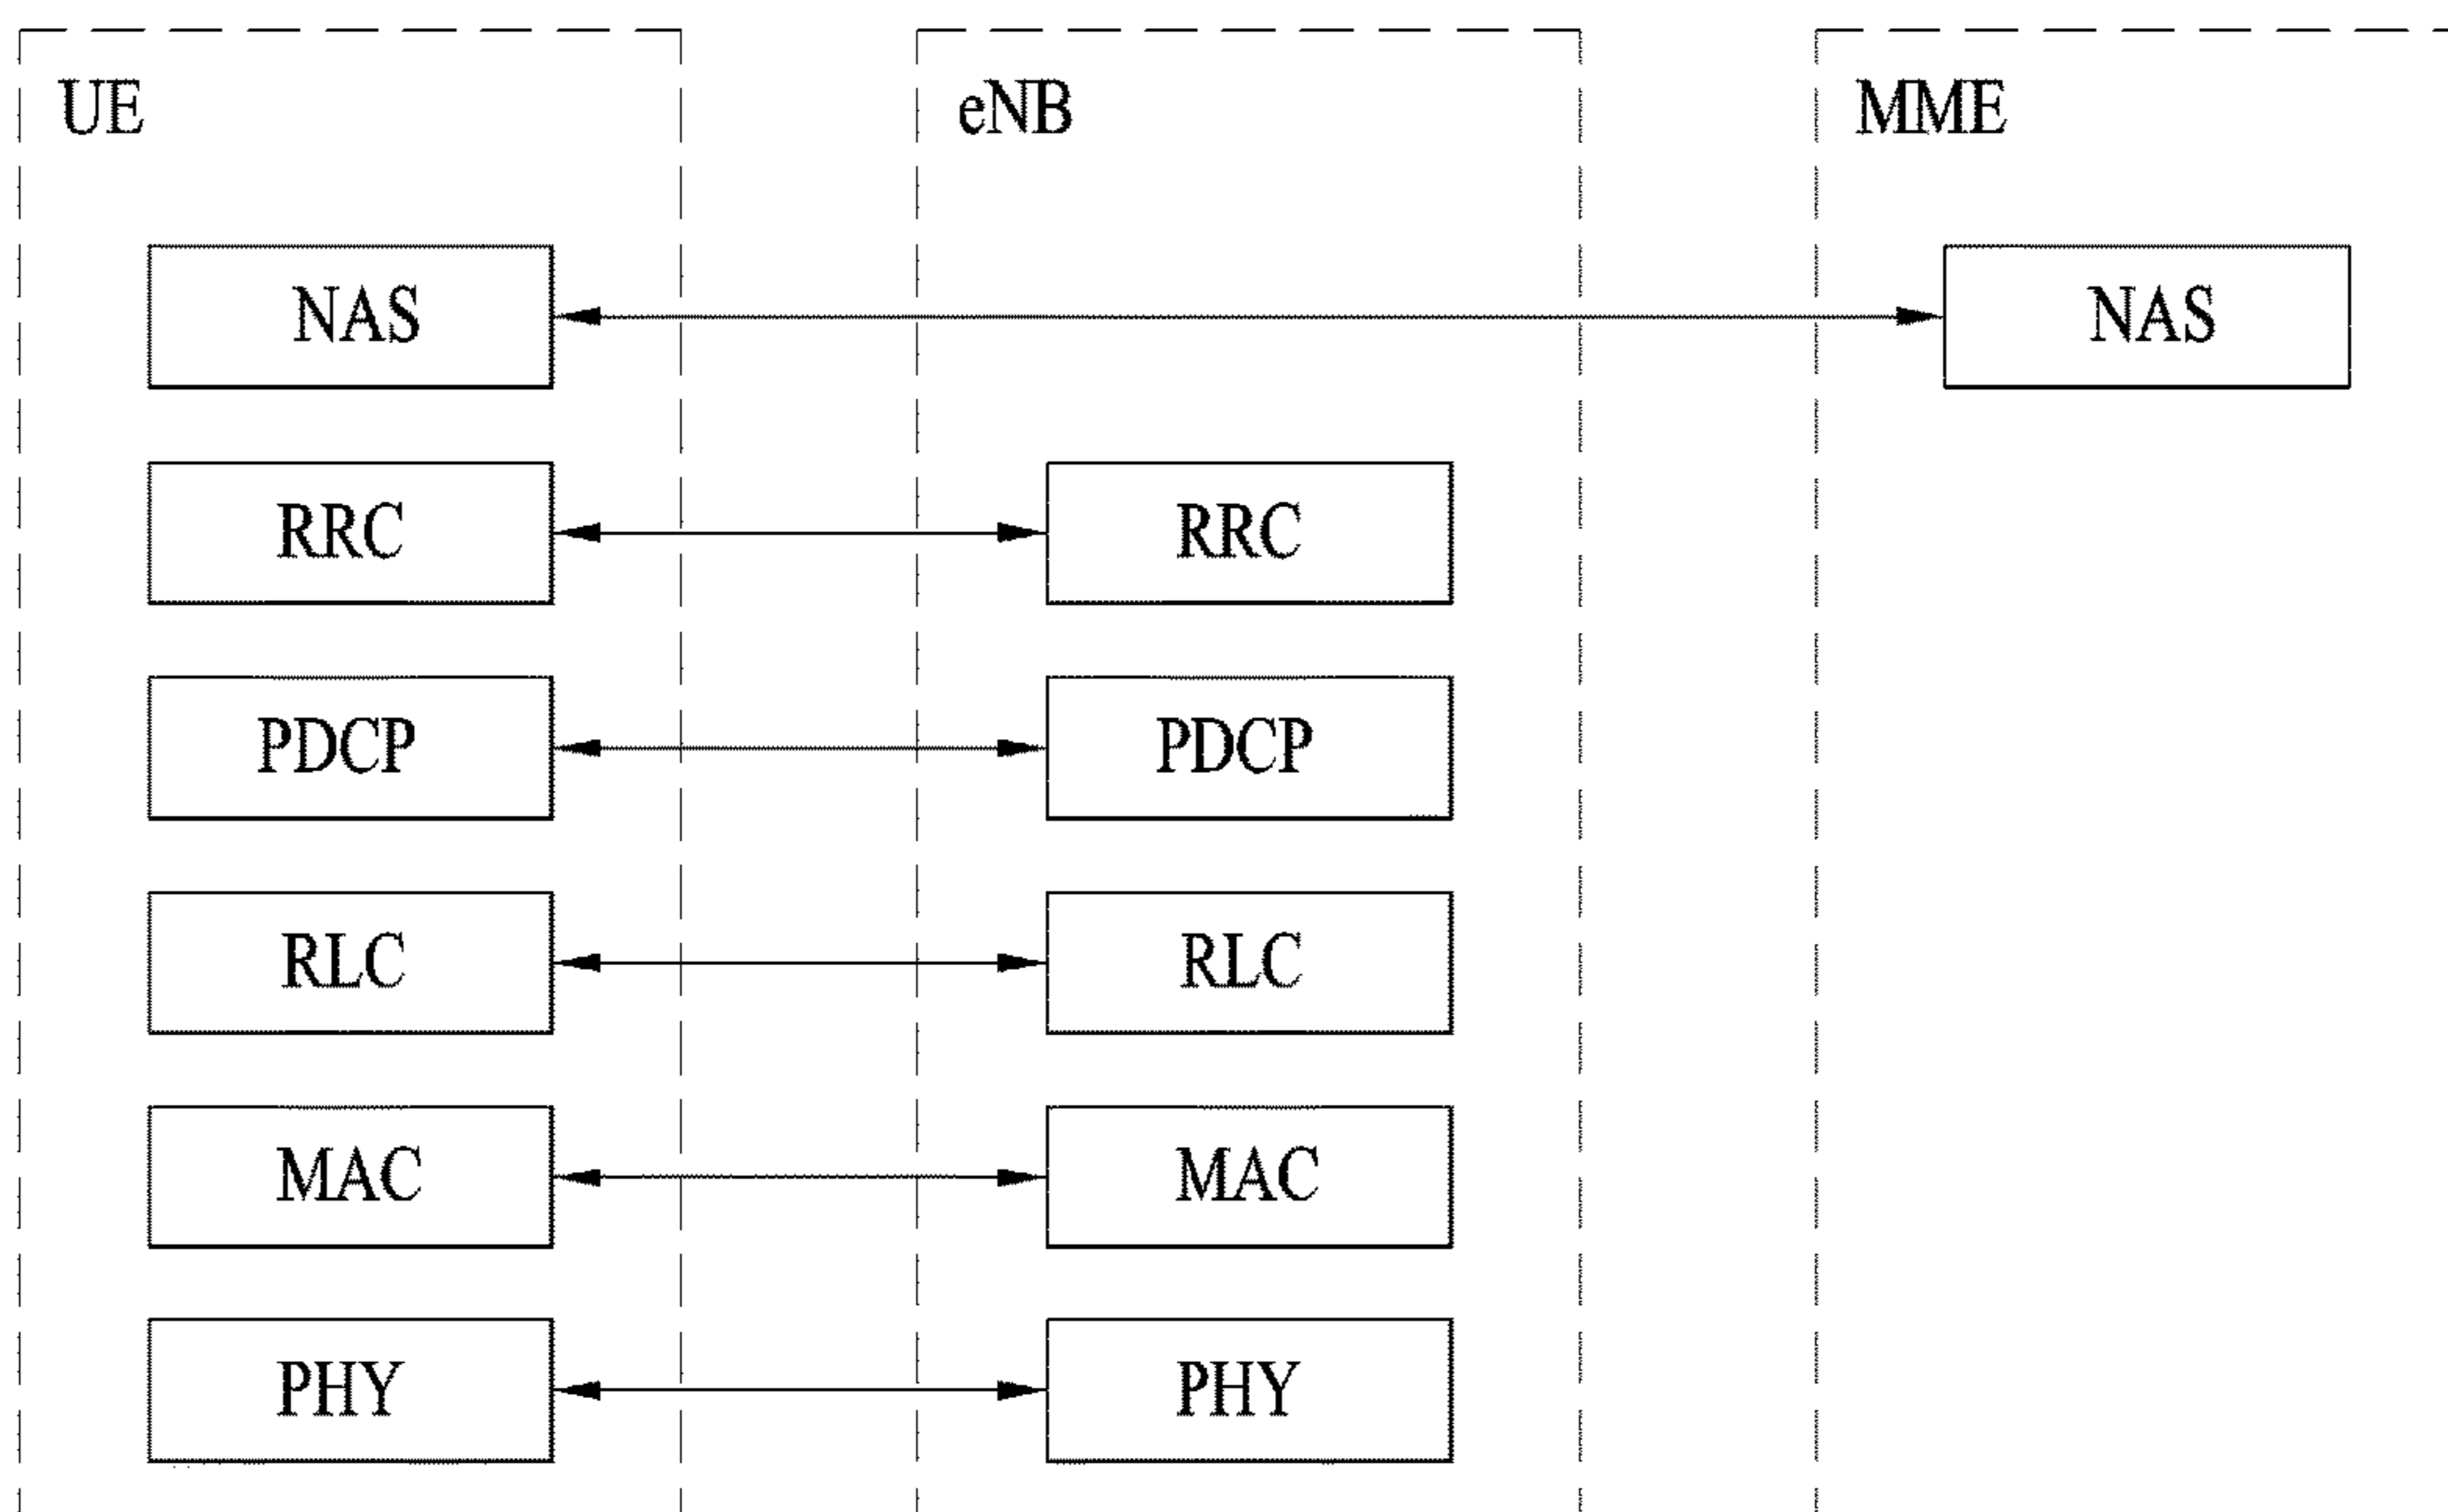 UE eNB MME
NAS NAS
RRC RRC
PDCP PDCP
RLC RLC
MAC MAC
PHY PHY